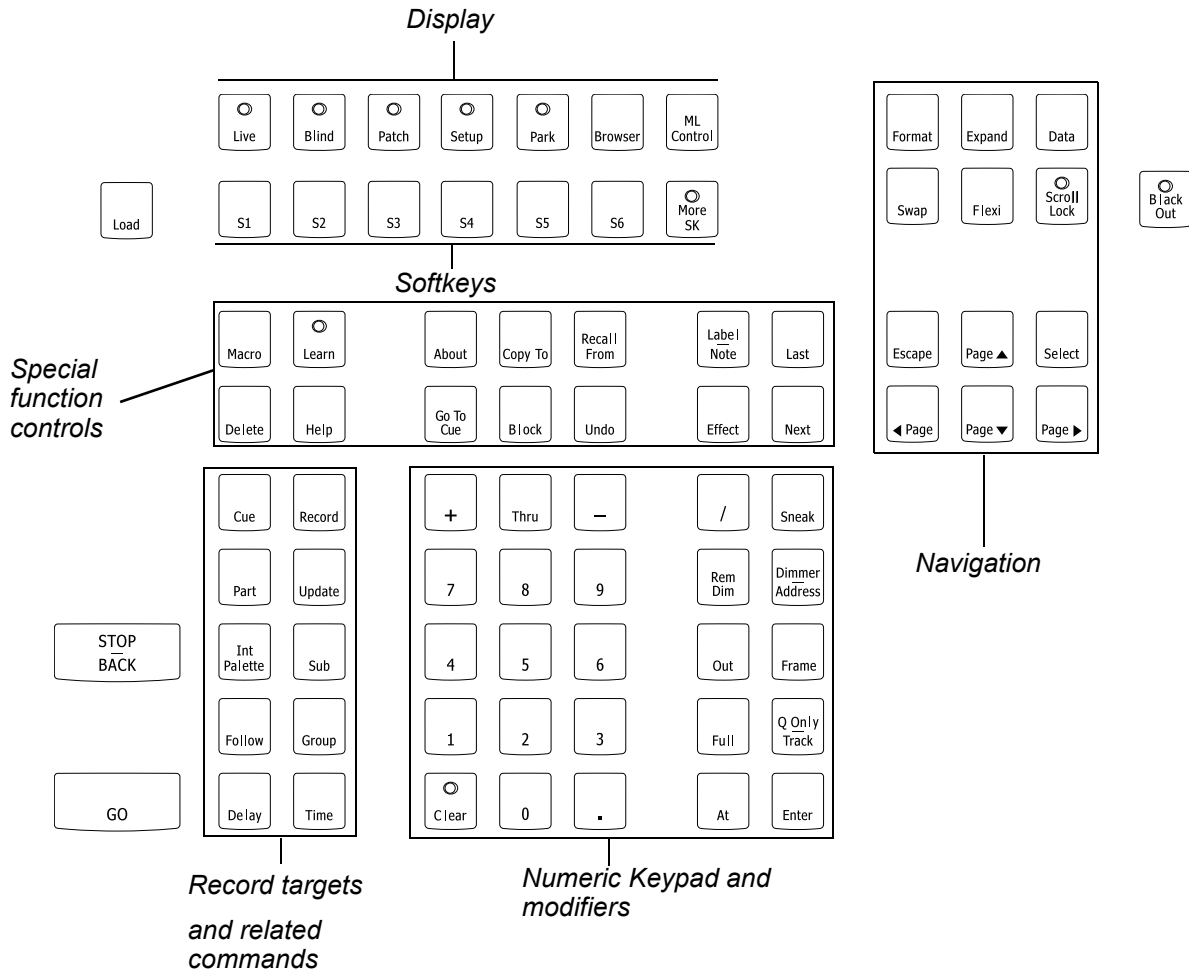 Display
Live Blind Patch Setup Park Browser ML Control
Format Expand Data
Load
S1 S2 S3 S4 S5 S6 More SK
Swap Flexi Scroll Lock
Black Out
Softkeys
Special function controls
Macro Learn About Copy To Recall From Label Note Last
Escape Page ▲ Select
Delete Help Go To Cue Block Undo Effect Next
◀ Page Page ▼ Page ▶
Navigation
Cue Record + Thru – / Sneak
Part Update 7 8 9 Rem Dim Dimmer Address
STOP BACK
Int Palette Sub 4 5 6 Out Frame
Follow Group 1 2 3 Full Q Only Track
GO
Delay Time Clear 0 . At Enter
Record targets
and related
commands
Numeric Keypad and
modifiers